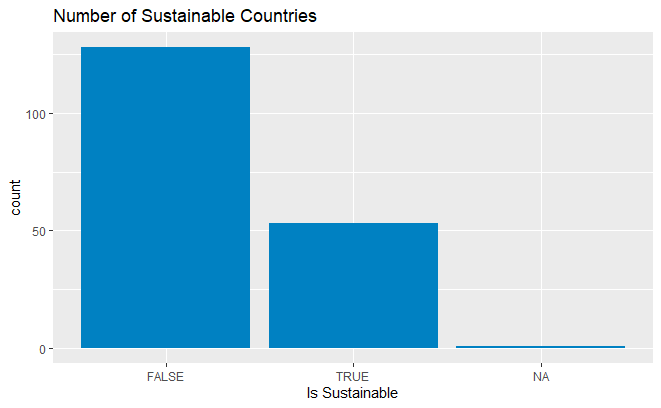 Number of Sustainable Countries
count
100
50
0
FALSE TRUE NA
Is Sustainable